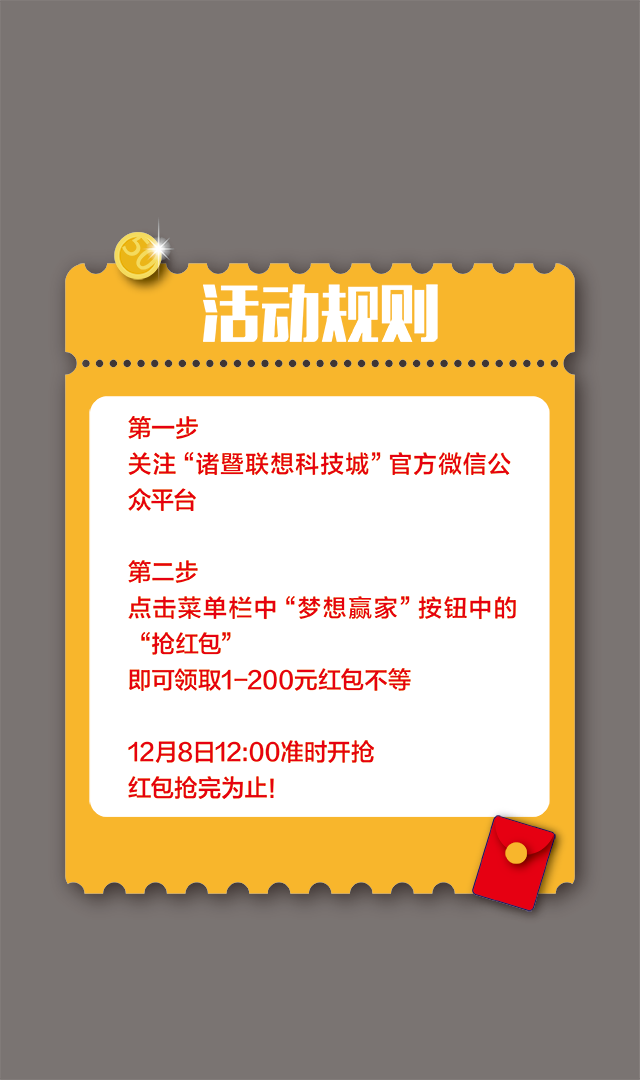 50
活动规则
第一步
关注“诸暨联想科技城”官方微信公
众平台
第二步
点击菜单栏中“梦想赢家”按钮中的
“抢红包”
即可领取1-200元红包不等
12月8日12:00准时开抢
红包抢完为止!